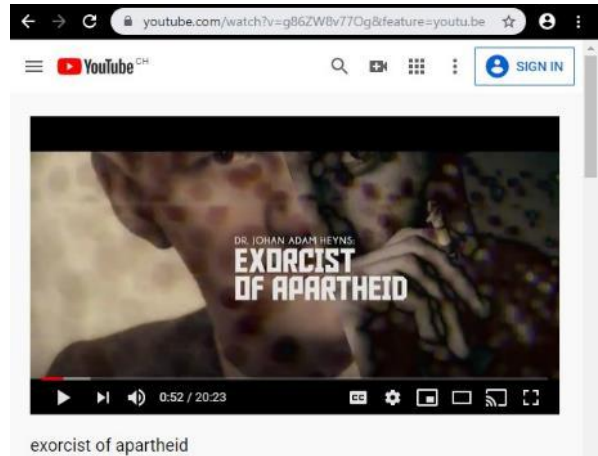 youtube.com/watch?v=g86ZW8v77Og&feature=youtu.be
YouTube CH
SIGN IN
DR. JOHAN ADAM HEYNS:
EXORCIST
OF APARTHEID
0:52 / 20:23
CC
exorcist of apartheid